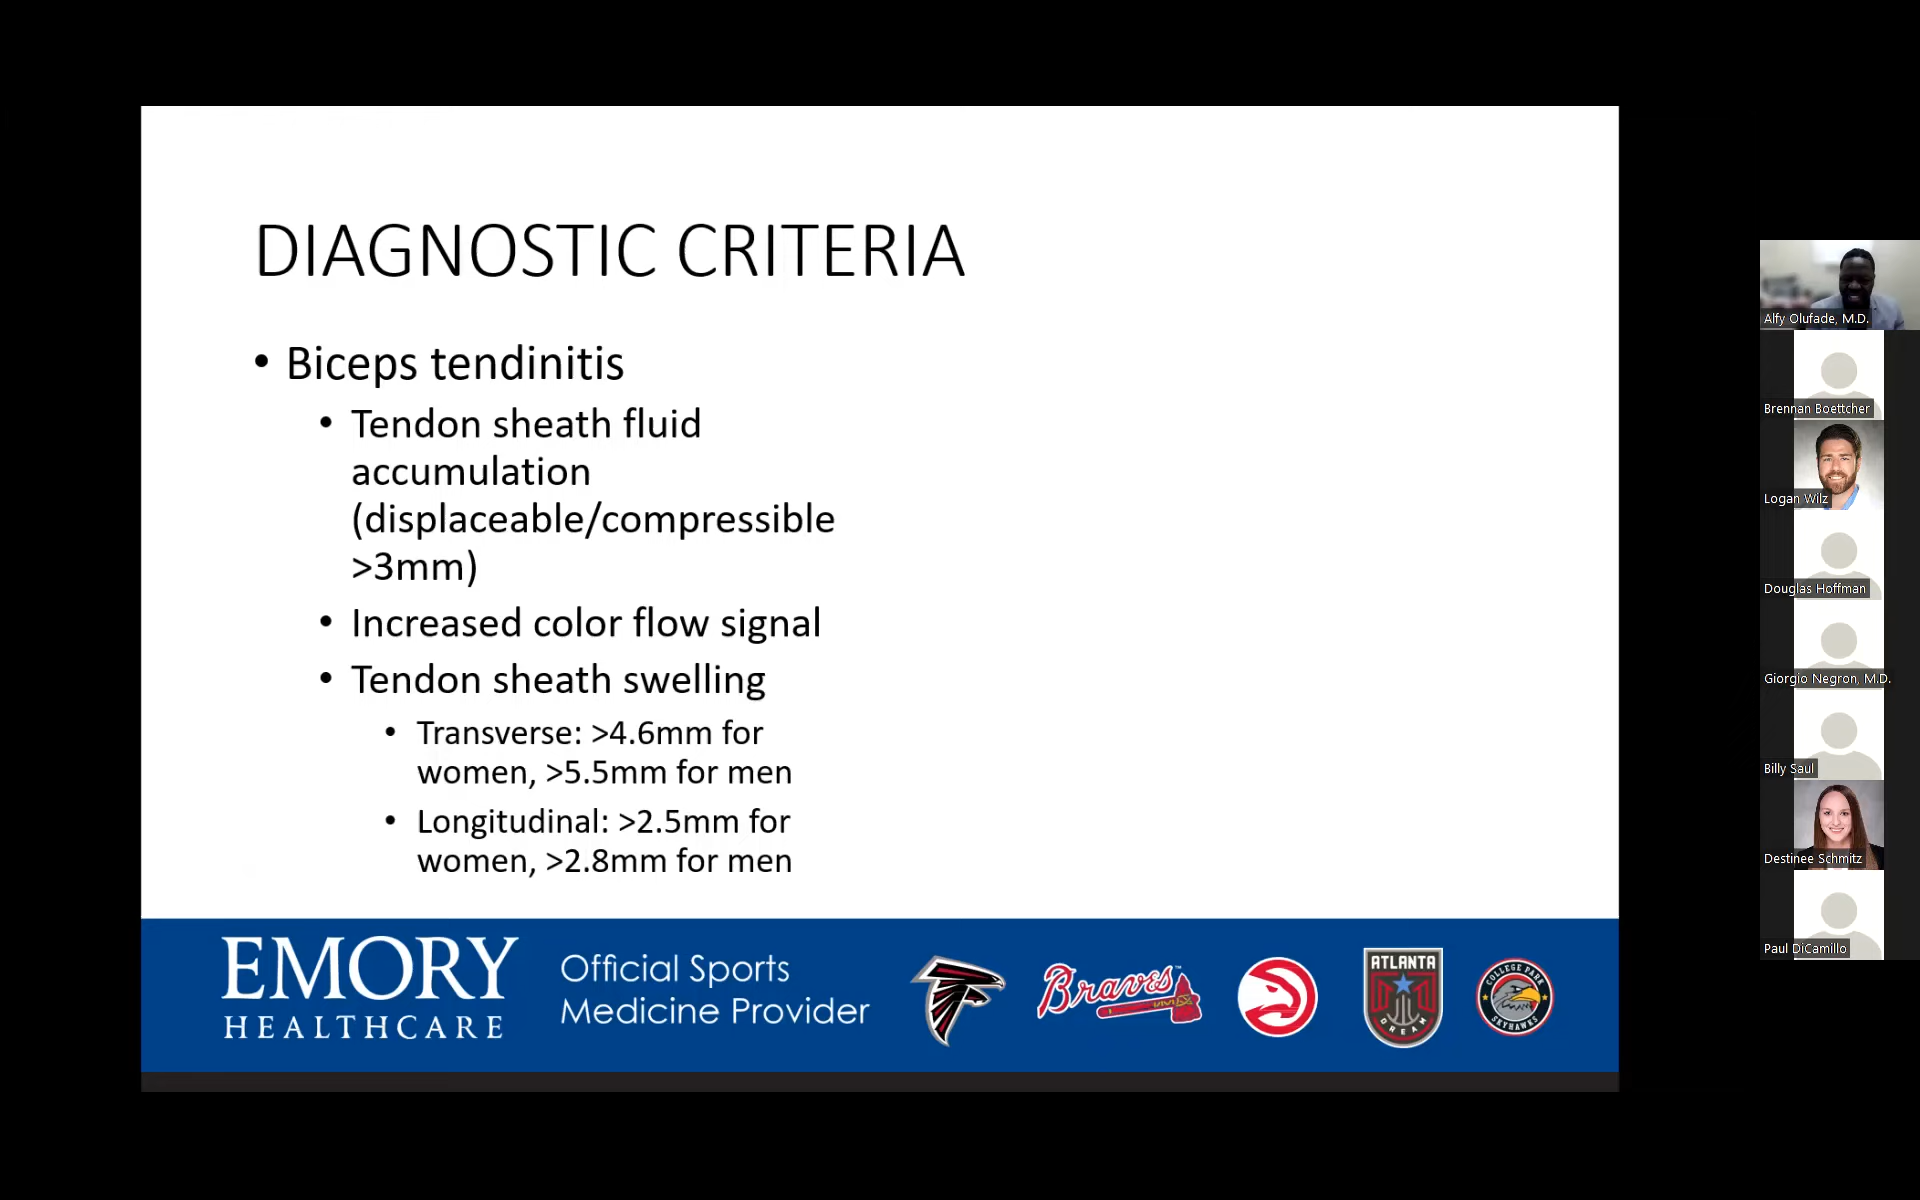 DIAGNOSTIC CRITERIA
• Biceps tendinitis
• Tendon sheath fluid
accumulation
(displaceable/compressible
>3mm)
• Increased color flow signal
• Tendon sheath swelling
• Transverse: >4.6mm for
women, >5.5mm for men
• Longitudinal: >2.5mm for
women, >2.8mm for men
EMORY
HEALTHCARE
Official Sports
Medicine Provider
Braves
ATLANTA
DREAM
COLLEGE PARK
SKYHAWKS
Alfy Olufade, M.D.
Brennan Boettcher
Logan Wilz
Douglas Hoffman
Giorgio Negron, M.D.
Billy Saul
Destinee Schmitz
Paul DiCamillo